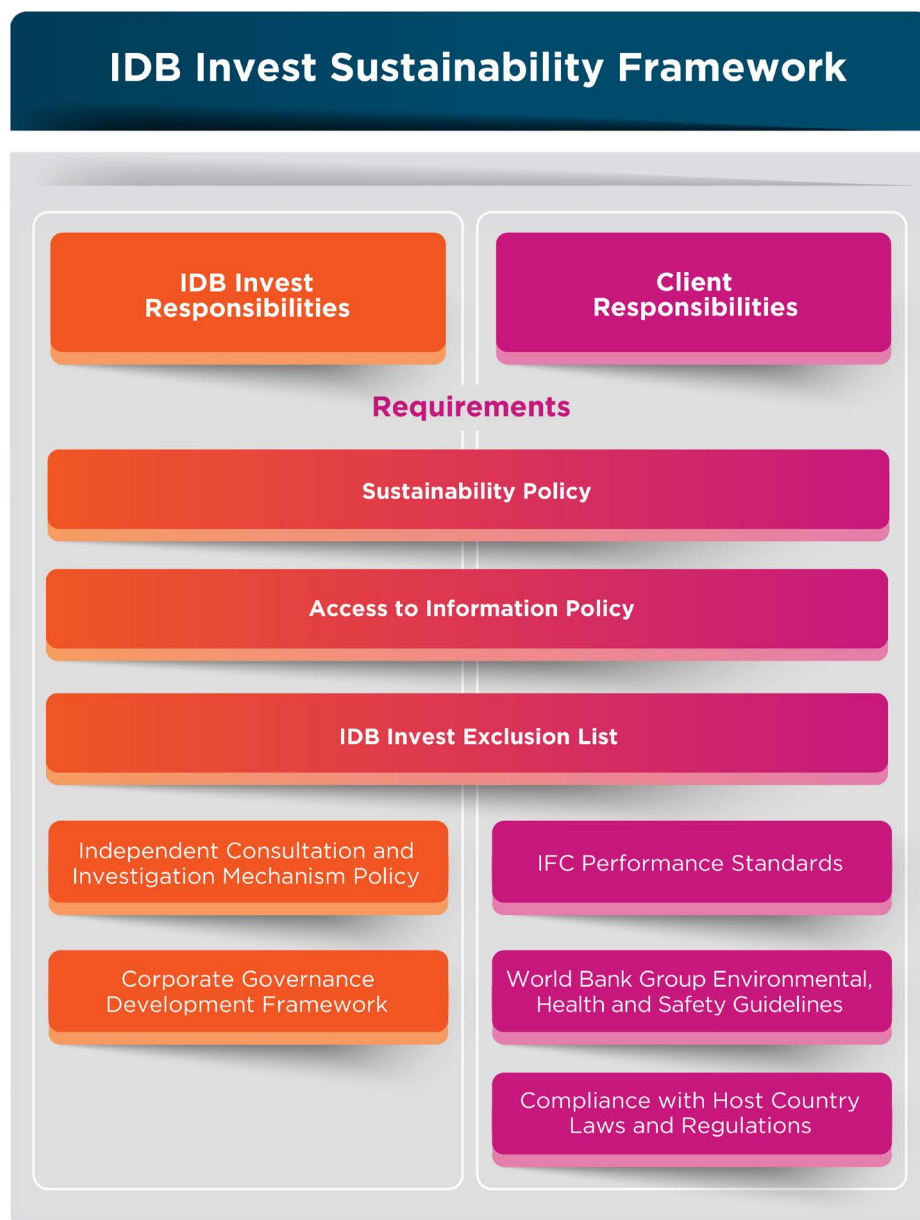 IDB Invest Sustainability Framework
IDB Invest
Responsibilities
Client
Responsibilities
Requirements
Sustainability Policy
Access to Information Policy
IDB Invest Exclusion List
Independent Consultation and
Investigation Mechanism Policy
IFC Performance Standards
Corporate Governance
Development Framework
World Bank Group Environmental,
Health and Safety Guidelines
Compliance with Host Country
Laws and Regulations